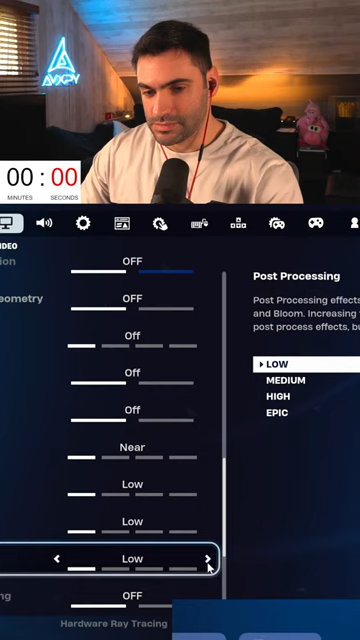 AVXRY
00 : 00
MINUTES SECONDS
IDEO
ion OFF
eometry OFF
Off
Off
Off
Near
Low
Low
Low
ng OFF
Hardware Ray Tracing
Post Processing
Post Processing effects
and Bloom. Increasing
post process effects, bu
LOW
MEDIUM
HIGH
EPIC